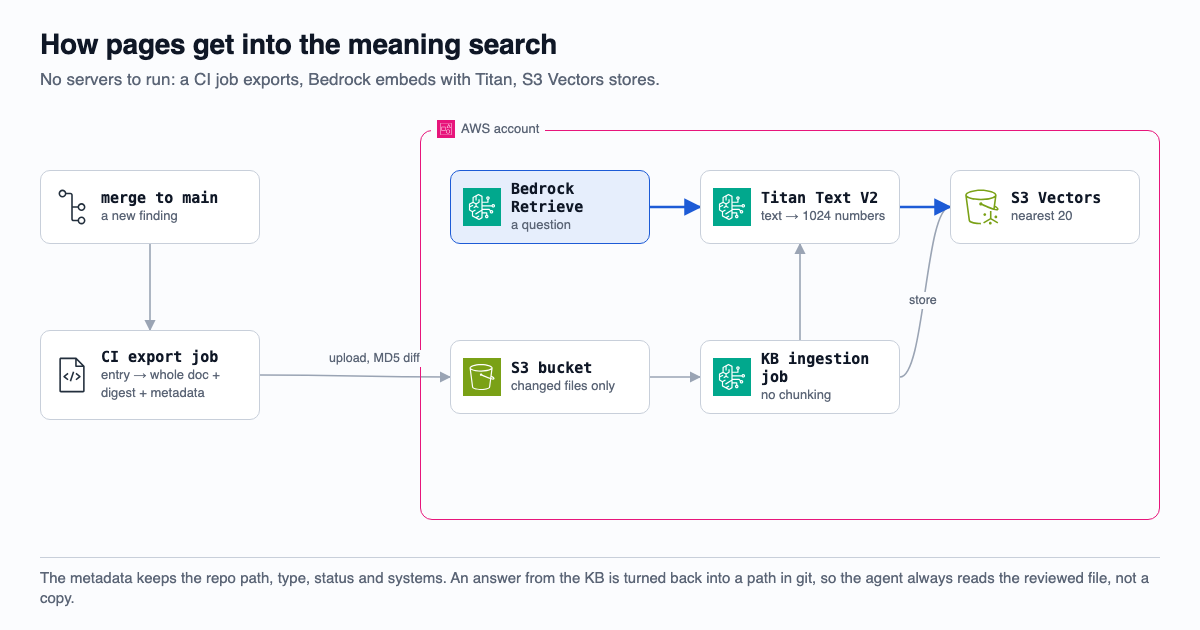 How pages get into the meaning search
No servers to run: a CI job exports, Bedrock embeds with Titan, S3 Vectors stores.
AWS account
merge to main
a new finding
Bedrock
Retrieve
a question
Titan Text V2
text → 1024 numbers
S3 Vectors
nearest 20
store
CI export job
entry → whole doc +
digest + metadata
upload, MD5 diff
S3 bucket
changed files only
KB ingestion
job
no chunking
The metadata keeps the repo path, type, status and systems. An answer from the KB is turned back into a path in git, so the agent always reads the reviewed file, not a
copy.